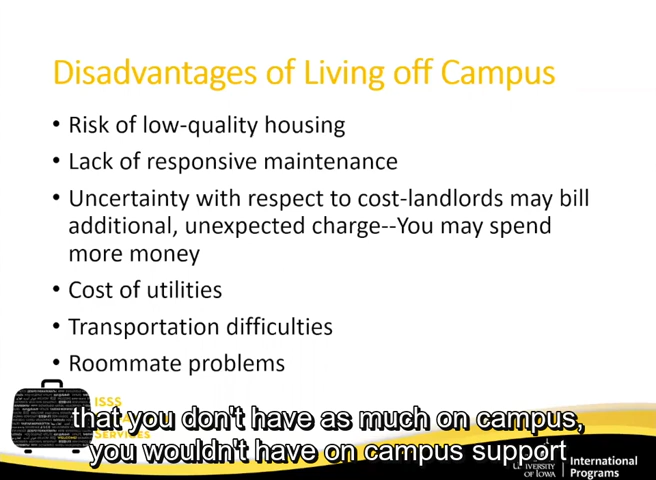 Disadvantages of Living off Campus
• Risk of low-quality housing
• Lack of responsive maintenance
• Uncertainty with respect to cost-landlords may bill
additional, unexpected charge--You may spend
more money
• Cost of utilities
• Transportation difficulties
• Roommate problems
ISSS
that you don't have as much on campus,
you wouldn't have on campus support
OF IOWA
International
Programs